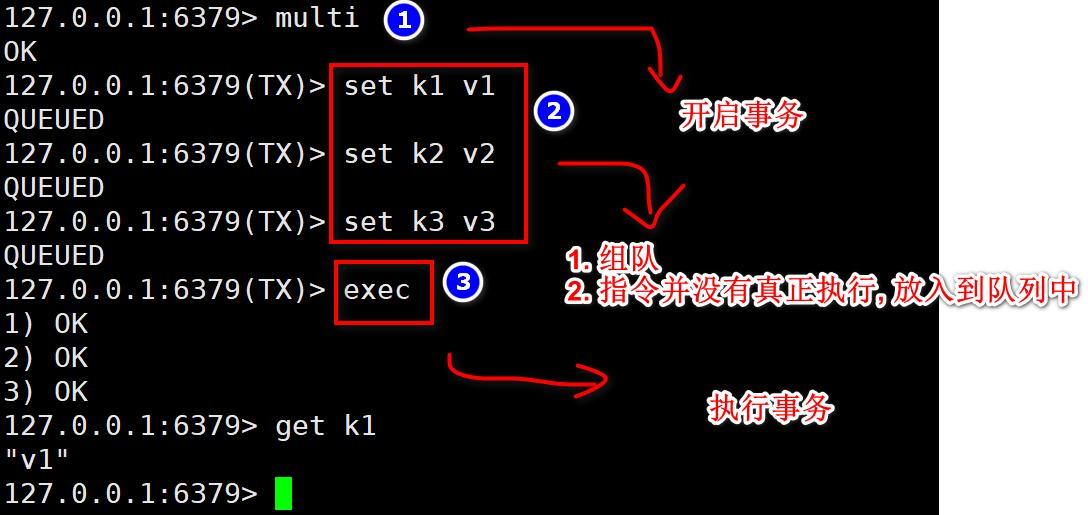 127.0.0.1:6379> multi 1
OK
127.0.0.1:6379(TX)> set k1 v1
QUEUED
2
开启事务
127.0.0.1:6379(TX)> set k2 v2
QUEUED
127.0.0.1:6379(TX)> set k3 v3
QUEUED
1. 组队
2. 指令并没有真正执行, 放入到队列中
127.0.0.1:6379(TX)> exec 3
1) OK
2) OK
3) OK
执行事务
127.0.0.1:6379> get k1
"v1"
127.0.0.1:6379>